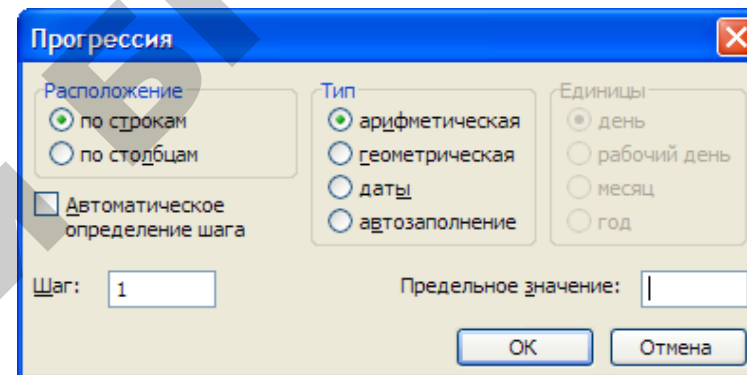 Прогрессия
Расположение
по строкам
по столбцам
Автоматическое
определение шага
Тип
арифметическая
геометрическая
даты
автозаполнение
Единицы
день
рабочий день
месяц
год
Шаг: 1
Предельное значение:
ОК
Отмена